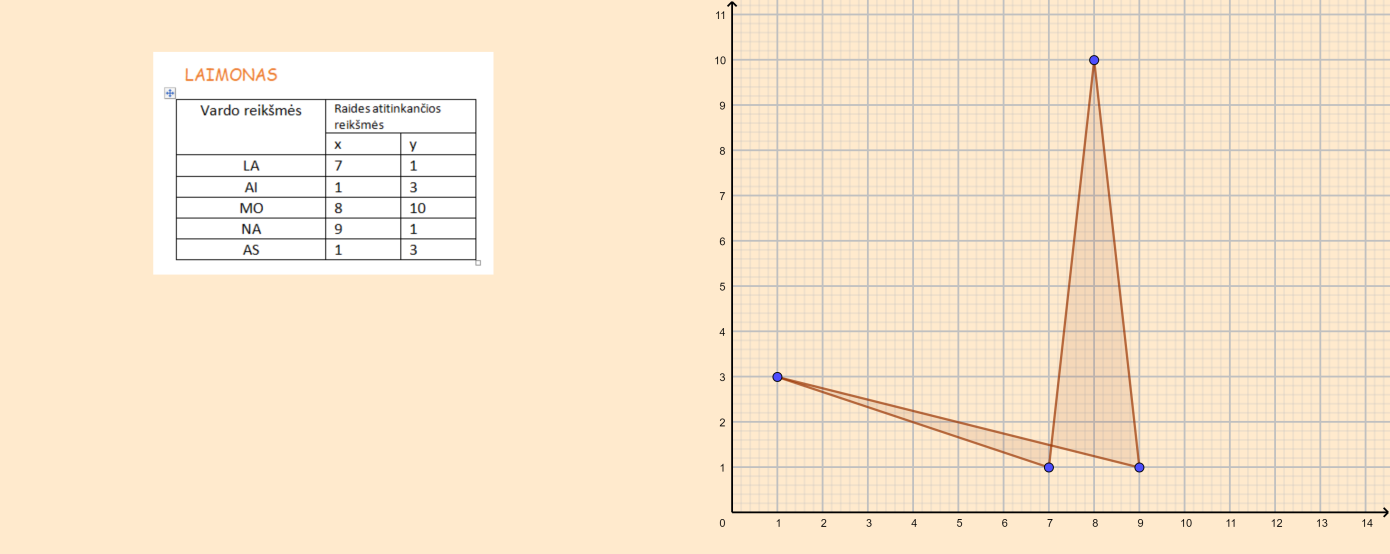 LAIMONAS
Vardo reikšmės
Raides atitinkančios
reikšmės
x y
LA 7 1
AI 1 3
MO 8 10
NA 9 1
AS 1 3
11
10
9
8
7
6
5
4
3
2
1
0 1 2 3 4 5 6 7 8 9 10 11 12 13 14